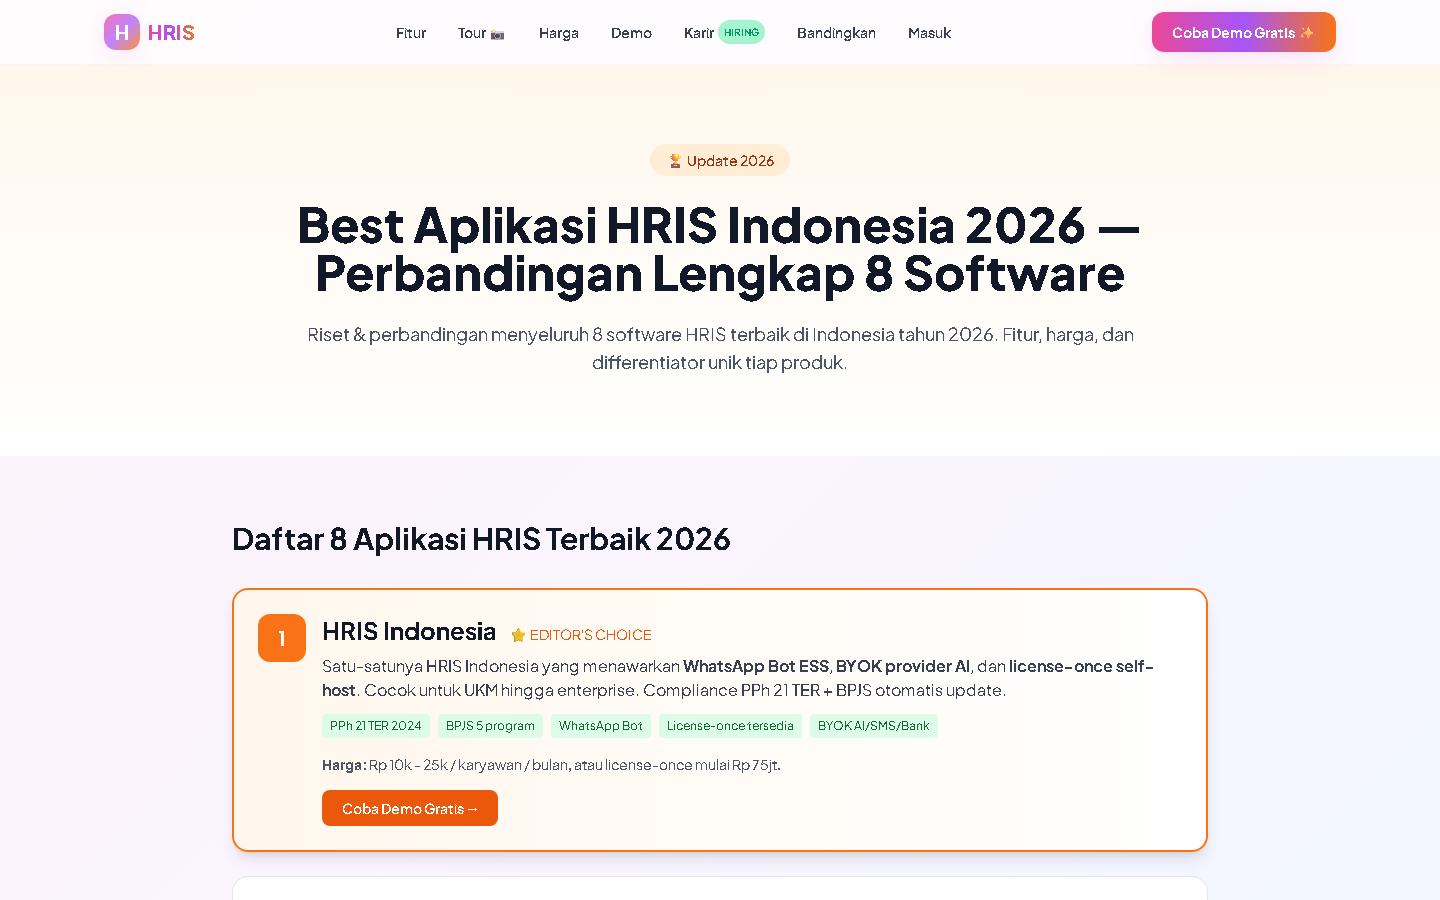 H HRIS
Fitur
Tour 📷
Harga
Demo
Karir HIRING
Bandingkan
Masuk
Coba Demo Gratis ✨
🏆 Update 2026
Best Aplikasi HRIS Indonesia 2026 —
Perbandingan Lengkap 8 Software
Riset & perbandingan menyeluruh 8 software HRIS terbaik di Indonesia tahun 2026. Fitur, harga, dan
differentiator unik tiap produk.
Daftar 8 Aplikasi HRIS Terbaik 2026
1
HRIS Indonesia ⭐ EDITOR'S CHOICE
Satu-satunya HRIS Indonesia yang menawarkan WhatsApp Bot ESS, BYOK provider AI, dan license-once self-
host. Cocok untuk UKM hingga enterprise. Compliance PPh 21 TER + BPJS otomatis update.
PPh 21 TER 2024
BPJS 5 program
WhatsApp Bot
License-once tersedia
BYOK AI/SMS/Bank
Harga: Rp 10k - 25k / karyawan / bulan, atau license-once mulai Rp 75jt.
Coba Demo Gratis →